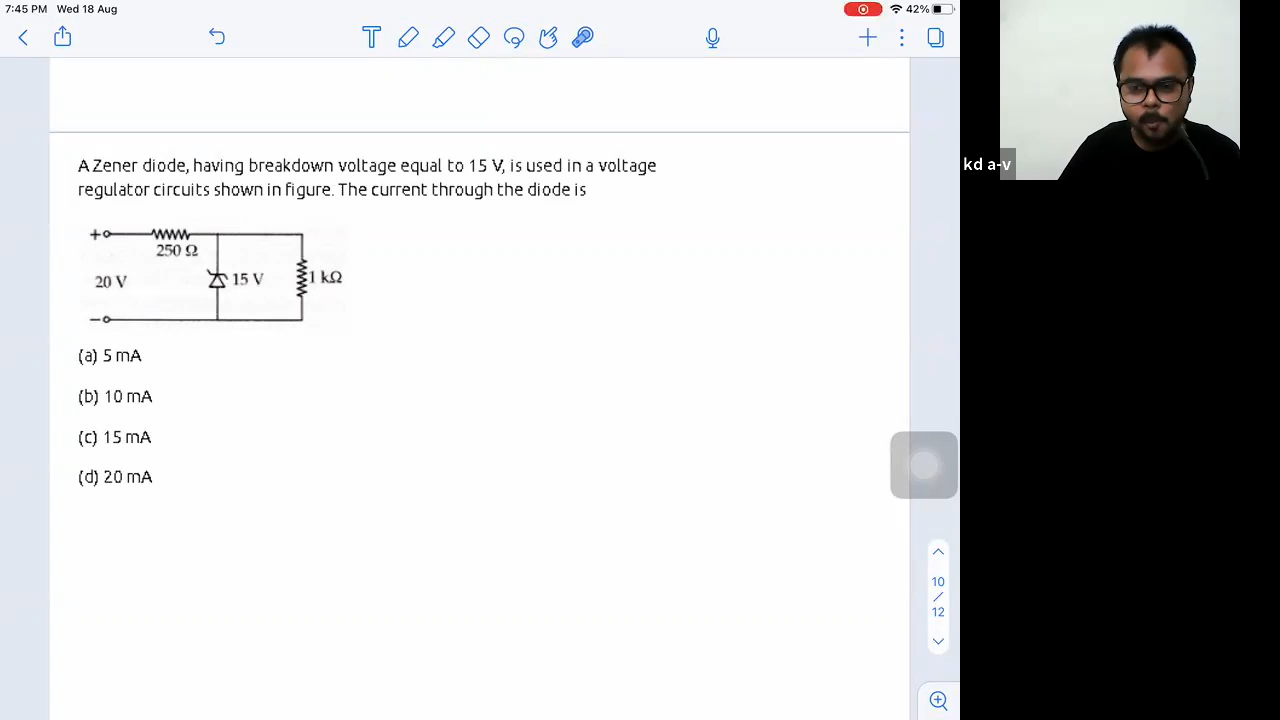 7:45 PM Wed 18 Aug
42%
A Zener diode, having breakdown voltage equal to 15 V, is used in a voltage
regulator circuits shown in figure. The current through the diode is
+
250 Ω
20 V
15 V
1 kΩ
−
(a) 5 mA
(b) 10 mA
(c) 15 mA
(d) 20 mA
10
/
12
kd a-v